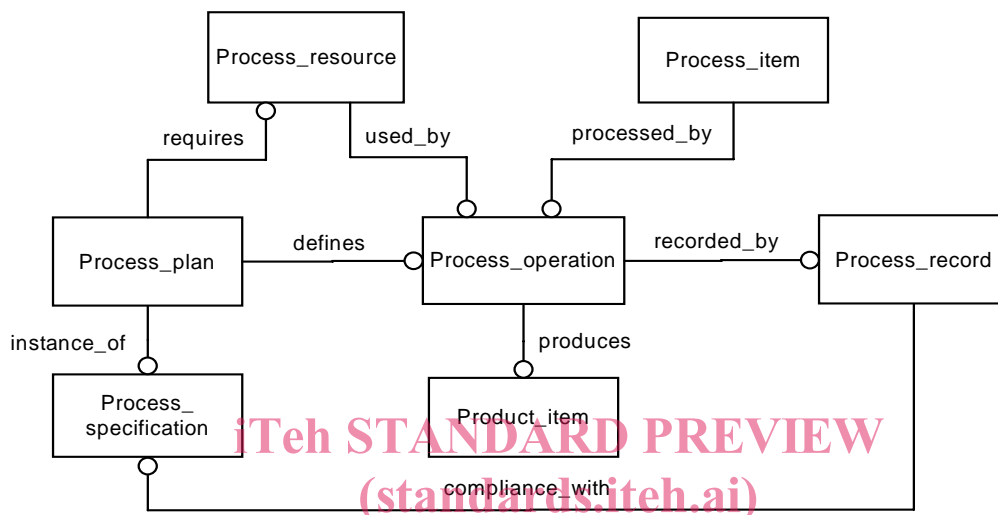 Process_resource
Process_item
requires
used_by
processed_by
Process_plan
defines
Process_operation
recorded_by
Process_record
instance_of
produces
Process_
specification
Product_item
iTeh STANDARD PREVIEW
compliance_with
(standards.iteh.ai)